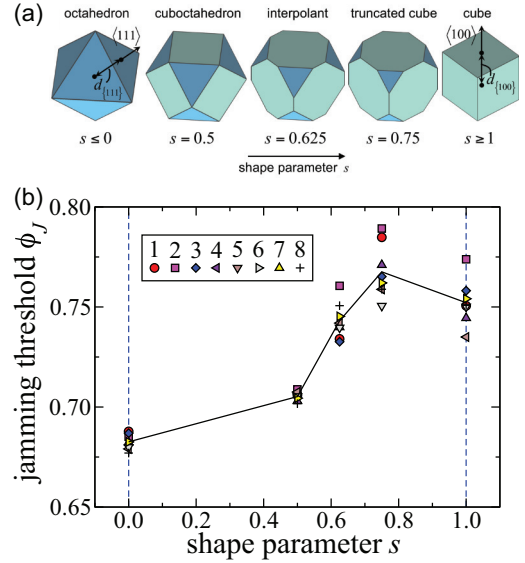 (a)
octahedron cuboctahedron interpolant truncated cube cube
⟨111⟩ ⟨100⟩
d{111} d{100}
s ≤ 0 s = 0.5 s = 0.625 s = 0.75 s ≥ 1
shape parameter s
(b)
0.80
1 2 3 4 5 6 7 8
0.75
0.70
0.65
jamming threshold ϕJ
0.0 0.2 0.4 0.6 0.8 1.0
shape parameter s